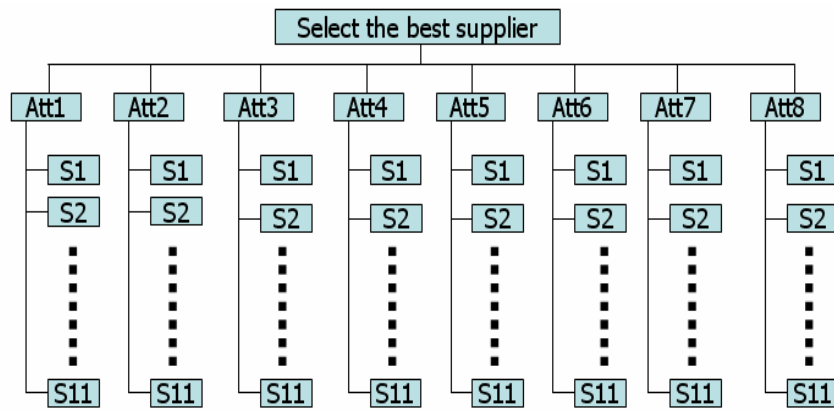 Select the best supplier
Att1 Att2 Att3 Att4 Att5 Att6 Att7 Att8
S1 S1 S1 S1 S1 S1 S1 S1
S2 S2 S2 S2 S2 S2 S2 S2
S11 S11 S11 S11 S11 S11 S11 S11